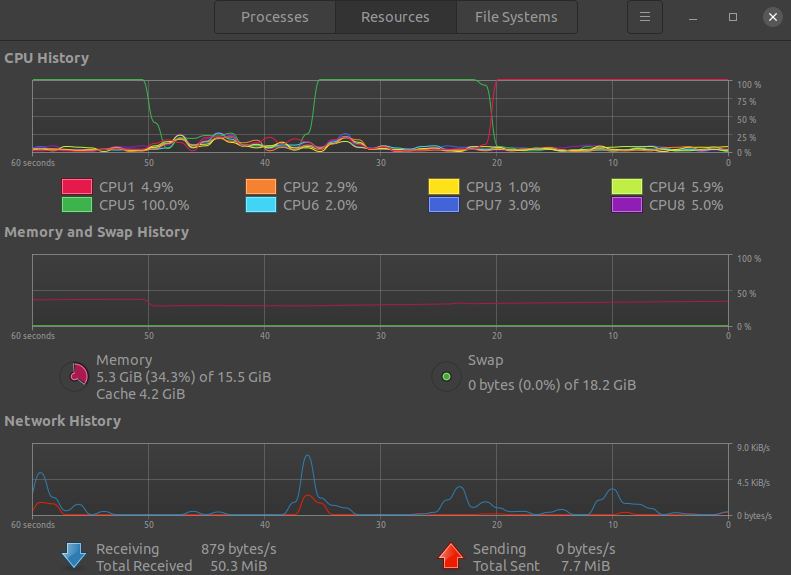 Processes Resources File Systems
CPU History
100 %
75 %
50 %
25 %
0 %
60 seconds 50 40 30 20 10 0
CPU1 4.9% CPU2 2.9% CPU3 1.0% CPU4 5.9%
CPU5 100.0% CPU6 2.0% CPU7 3.0% CPU8 5.0%
Memory and Swap History
100 %
50 %
0 %
60 seconds 50 40 30 20 10 0
Memory Swap
5.3 GiB (34.3%) of 15.5 GiB 0 bytes (0.0%) of 18.2 GiB
Cache 4.2 GiB
Network History
9.0 KiB/s
4.5 KiB/s
0 bytes/s
60 seconds 50 40 30 20 10 0
Receiving 879 bytes/s Sending 0 bytes/s
Total Received 50.3 MiB Total Sent 7.7 MiB